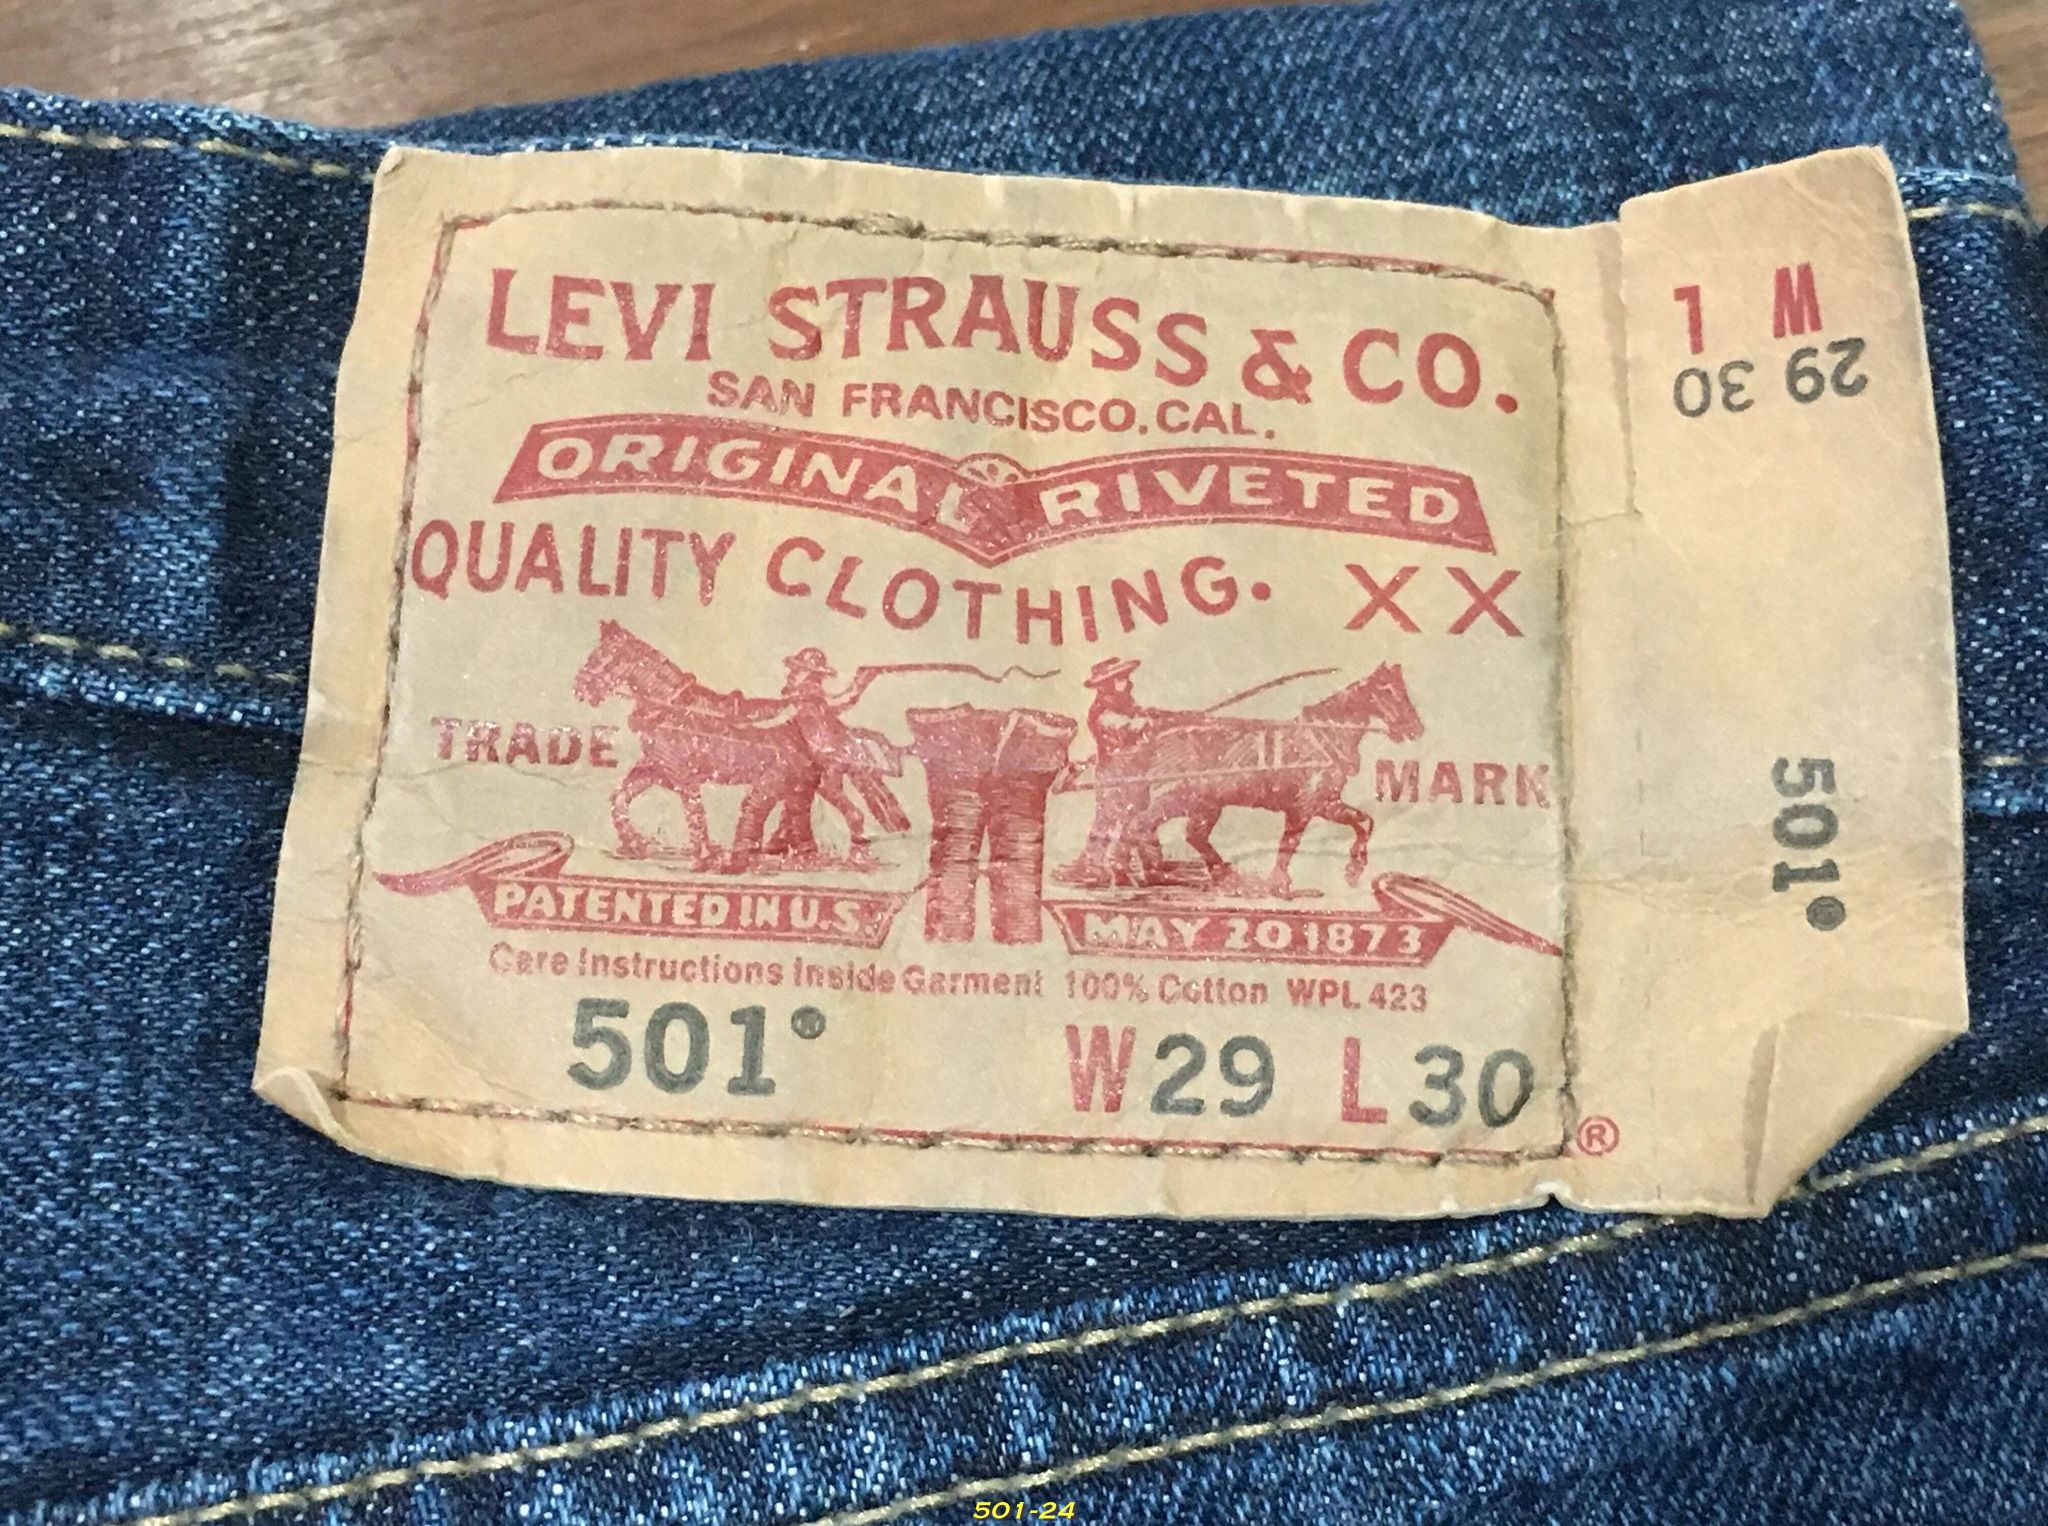 LEVI STRAUSS & CO.
SAN FRANCISCO, CAL.
ORIGINAL RIVETED
QUALITY CLOTHING. XX
TRADE MARK
PATENTED IN U.S. MAY 20 1873
Care Instructions Inside Garment 100% Cotton WPL 423
501® W29 L30
®
W L
29 30
501®
501-24